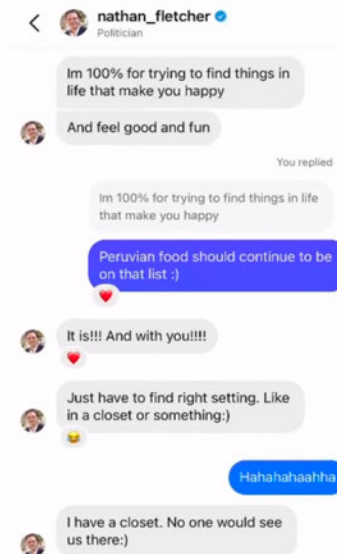 nathan_fletcher
Politician
Im 100% for trying to find things in
life that make you happy
And feel good and fun
You replied
Im 100% for trying to find things in life
that make you happy
Peruvian food should continue to be
on that list :)
It is!!! And with you!!!!
Just have to find right setting. Like
in a closet or something:)
Hahahahaahha
I have a closet. No one would see
us there:)